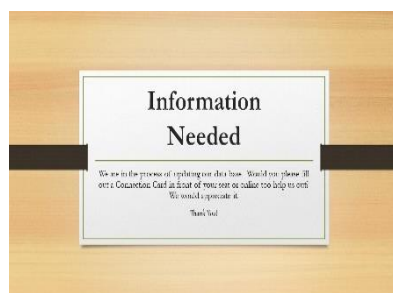 Information
Needed
We are in the process of updating our data base. Would you please fill
out a Connection Card in front of your seat or online too help us out!
We would appreciate it.
Thank You!